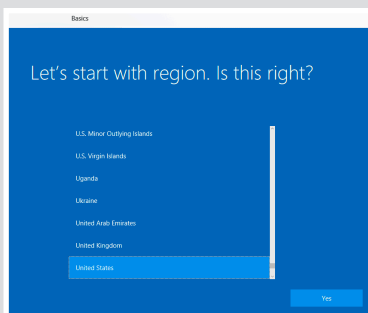 Basics
Let's start with region. Is this right?
U.S. Minor Outlying Islands
U.S. Virgin Islands
Uganda
Ukraine
United Arab Emirates
United Kingdom
United States
Yes